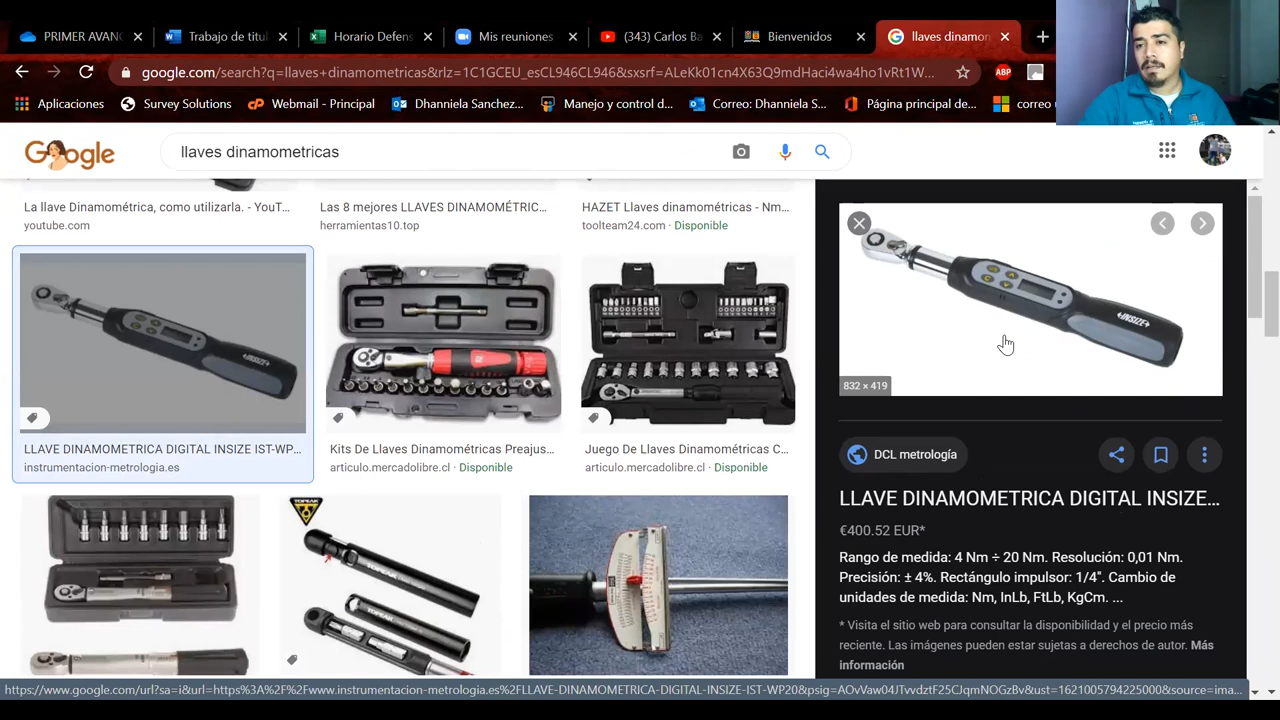 PRIMER AVAN
Trabajo de titul
Horario Defens
Mis reuniones
(343) Carlos Ba
Bienvenidos
llaves dinamon
google.com/search?q=llaves+dinamometricas&rlz=1C1GCEU_esCL946CL946&sxsrf=ALeKk01cn4X63Q9mdHaci4wa4ho1vRt1W...
ABP
Aplicaciones
Survey Solutions
Webmail - Principal
Dhanniela Sanchez...
Manejo y control d...
Correo: Dhanniela S...
Página principal de...
correo
Google
llaves dinamometricas
La llave Dinamométrica, como utilizarla. - YouT...
youtube.com
Las 8 mejores LLAVES DINAMOMÉTRIC...
herramientas10.top
HAZET Llaves dinamométricas - Nm...
toolteam24.com · Disponible
INSIZE
LLAVE DINAMOMETRICA DIGITAL INSIZE IST-WP...
instrumentacion-metrologia.es
Kits De Llaves Dinamométricas Preajus...
articulo.mercadolibre.cl · Disponible
Juego De Llaves Dinamométricas C...
articulo.mercadolibre.cl · Disponible
TOPEAK
TOPEAK
INSIZE
832 × 419
DCL metrología
LLAVE DINAMOMETRICA DIGITAL INSIZE...
€400.52 EUR*
Rango de medida: 4 Nm ÷ 20 Nm. Resolución: 0,01 Nm.
Precisión: ± 4%. Rectángulo impulsor: 1/4". Cambio de
unidades de medida: Nm, InLb, FtLb, KgCm. ...
* Visita el sitio web para consultar la disponibilidad y el precio más
reciente. Las imágenes pueden estar sujetas a derechos de autor. Más
información
https://www.google.com/url?sa=i&url=https%3A%2F%2Fwww.instrumentacion-metrologia.es%2FLLAVE-DINAMOMETRICA-DIGITAL-INSIZE-IST-WP20&psig=AOvVaw04JTvvdztF25CJqmNOGzBv&ust=1621005794225000&source=ima...